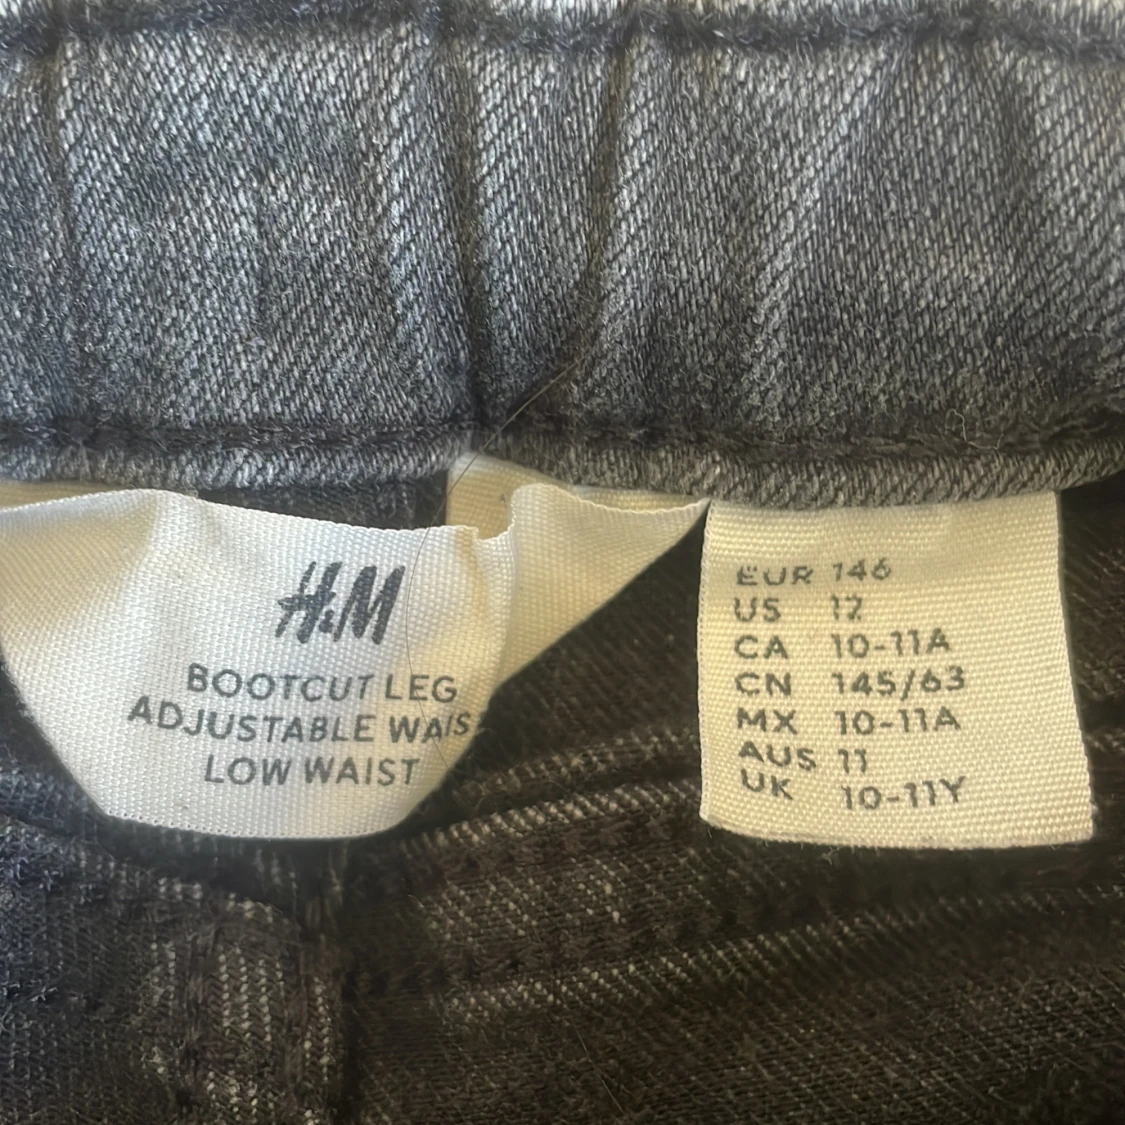 H&M
BOOTCUT LEG
ADJUSTABLE WAIS
LOW WAIST
EUR 146
US 12
CA 10-11A
CN 145/63
MX 10-11A
AUS 11
UK 10-11Y